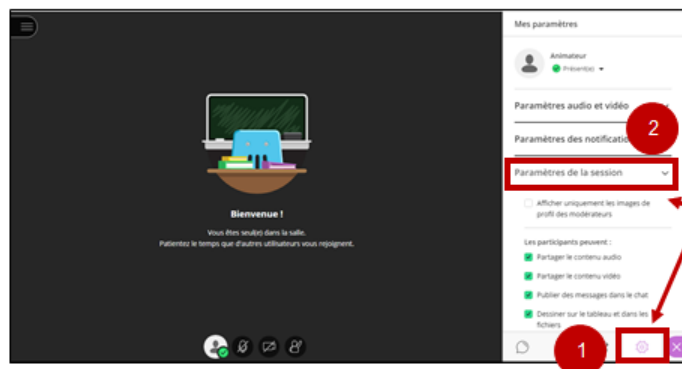 Mes paramètres
Animateur
Présent(e)
Paramètres audio et vidéo
2
Paramètres des notificatio
Paramètres de la session
Afficher uniquement les images de
profil des modérateurs
Bienvenue !
Vous êtes seul(e) dans la salle.
Patientez le temps que d'autres utilisateurs vous rejoignent.
Les participants peuvent :
Partager le contenu audio
Partager le contenu vidéo
Publier des messages dans le chat
Dessiner sur le tableau et dans les
fichiers
1